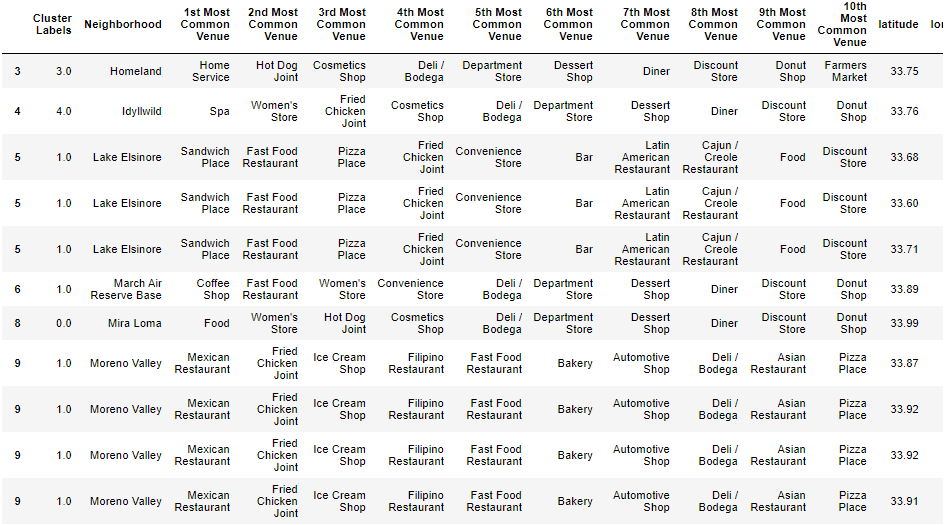 Cluster Labels Neighborhood 1st Most Common Venue 2nd Most Common Venue 3rd Most Common Venue 4th Most Common Venue 5th Most Common Venue 6th Most Common Venue 7th Most Common Venue 8th Most Common Venue 9th Most Common Venue 10th Most Common Venue latitude
3 3.0 Homeland Home Service Hot Dog Joint Cosmetics Shop Deli / Bodega Department Store Dessert Shop Diner Discount Store Donut Shop Farmers Market 33.75
4 4.0 Idyllwild Spa Women's Store Fried Chicken Joint Cosmetics Shop Deli / Bodega Department Store Dessert Shop Diner Discount Store Donut Shop 33.76
5 1.0 Lake Elsinore Sandwich Place Fast Food Restaurant Pizza Place Fried Chicken Joint Convenience Store Bar Latin American Restaurant Cajun / Creole Restaurant Food Discount Store 33.68
5 1.0 Lake Elsinore Sandwich Place Fast Food Restaurant Pizza Place Fried Chicken Joint Convenience Store Bar Latin American Restaurant Cajun / Creole Restaurant Food Discount Store 33.60
5 1.0 Lake Elsinore Sandwich Place Fast Food Restaurant Pizza Place Fried Chicken Joint Convenience Store Bar Latin American Restaurant Cajun / Creole Restaurant Food Discount Store 33.71
6 1.0 March Air Reserve Base Coffee Shop Fast Food Restaurant Women's Store Convenience Store Deli / Bodega Department Store Dessert Shop Diner Discount Store Donut Shop 33.89
8 0.0 Mira Loma Food Women's Store Hot Dog Joint Cosmetics Shop Deli / Bodega Department Store Dessert Shop Diner Discount Store Donut Shop 33.99
9 1.0 Moreno Valley Mexican Restaurant Fried Chicken Joint Ice Cream Shop Filipino Restaurant Fast Food Restaurant Bakery Automotive Shop Deli / Bodega Asian Restaurant Pizza Place 33.87
9 1.0 Moreno Valley Mexican Restaurant Fried Chicken Joint Ice Cream Shop Filipino Restaurant Fast Food Restaurant Bakery Automotive Shop Deli / Bodega Asian Restaurant Pizza Place 33.92
9 1.0 Moreno Valley Mexican Restaurant Fried Chicken Joint Ice Cream Shop Filipino Restaurant Fast Food Restaurant Bakery Automotive Shop Deli / Bodega Asian Restaurant Pizza Place 33.92
9 1.0 Moreno Valley Mexican Restaurant Fried Chicken Joint Ice Cream Shop Filipino Restaurant Fast Food Restaurant Bakery Automotive Shop Deli / Bodega Asian Restaurant Pizza Place 33.91